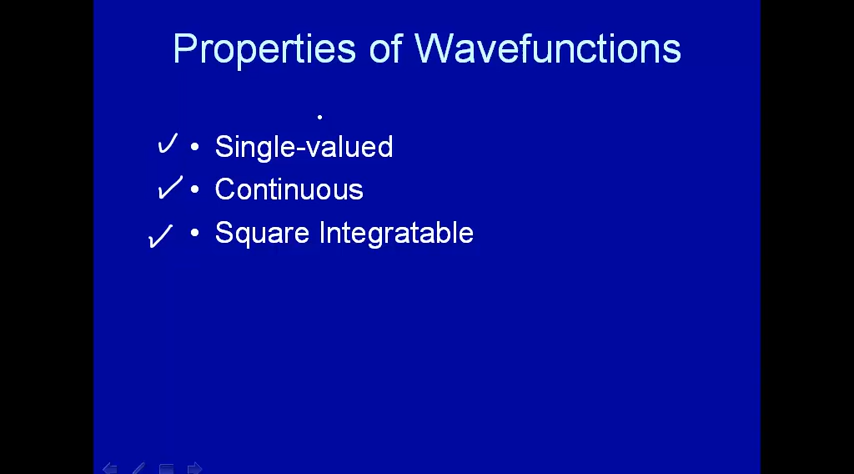 Properties of Wavefunctions
✓ • Single-valued
✓ • Continuous
✓ • Square Integratable